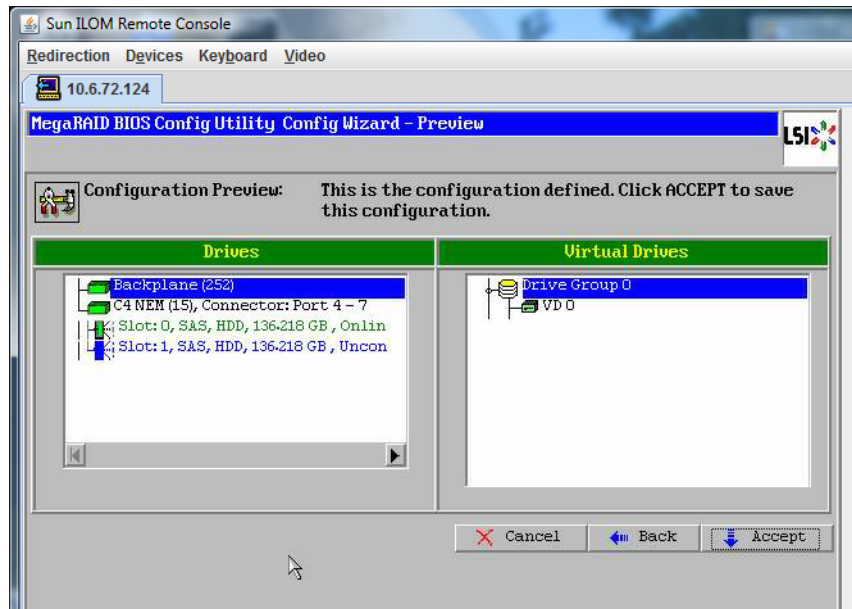 Sun ILOM Remote Console
Redirection Devices Keyboard Video
10.6.72.124
MegaRAID BIOS Config Utility Config Wizard - Preview
LSI
Configuration Preview: This is the configuration defined. Click ACCEPT to save
this configuration.
Drives
Backplane (252)
C4 NEM (15), Connector: Port 4 - 7
Slot: 0, SAS, HDD, 136.218 GB , Onlin
Slot: 1, SAS, HDD, 136.218 GB , Uncon
Virtual Drives
Drive Group 0
VD 0
Cancel Back Accept